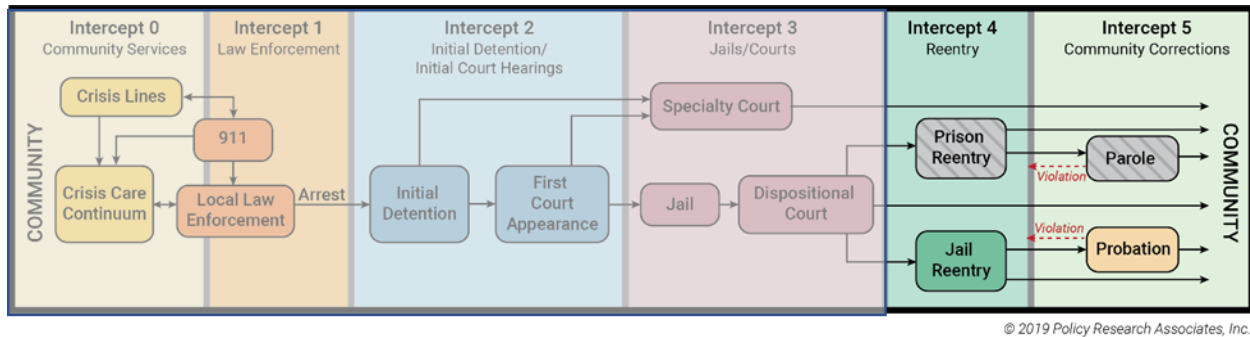 Intercept 0
Community Services
Intercept 1
Law Enforcement
Intercept 2
Initial Detention/
Initial Court Hearings
Intercept 3
Jails/Courts
Intercept 4
Reentry
Intercept 5
Community Corrections
COMMUNITY
Crisis Lines
911
Crisis Care
Continuum
Local Law
Enforcement
Arrest
Initial
Detention
First
Court
Appearance
Specialty Court
Jail
Dispositional
Court
Prison
Reentry
Violation
Parole
Jail
Reentry
Violation
Probation
COMMUNITY
© 2019 Policy Research Associates, Inc.